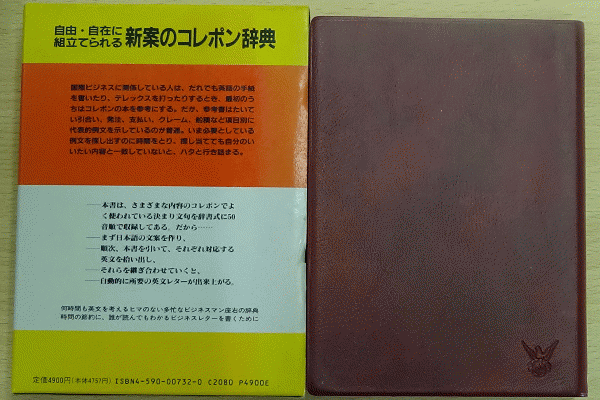 自由・自在に
組立てられる 新案のコレポン辞典
国際ビジネスに関係している人は、だれでも英語の手紙
を書いたり、テレックスを打ったりするとき、最初のう
ちはコレポンの本を参考にする。だが、参考書はたいて
い引合い、発注、支払い、クレーム、船積など項目別に
代表的例文を示しているのが普通。いま必要としている
例文を探し出すのに時間をとり、探し当てても自分のい
いたい内容と一致していないと、ハタと行き詰まる。
──本書は、さまざまな内容のコレポンでよ
く使われている決まり文句を辞書式に50
音順で収録してある。だから……
──まず日本語の文案を作り、
──順次、本書を引いて、それぞれ対応する
英文を拾い出し、
──それらを継ぎ合わせていくと、
──自動的に所要の英文レターが出来上がる。
何時間も英文を考えるヒマのない多忙なビジネスマン座右の辞典
時間の節約に、誰が読んでもわかるビジネスレターを書くために
定価4900円(本体4757円) ISBN4-590-00732-0 C2080 P4900E